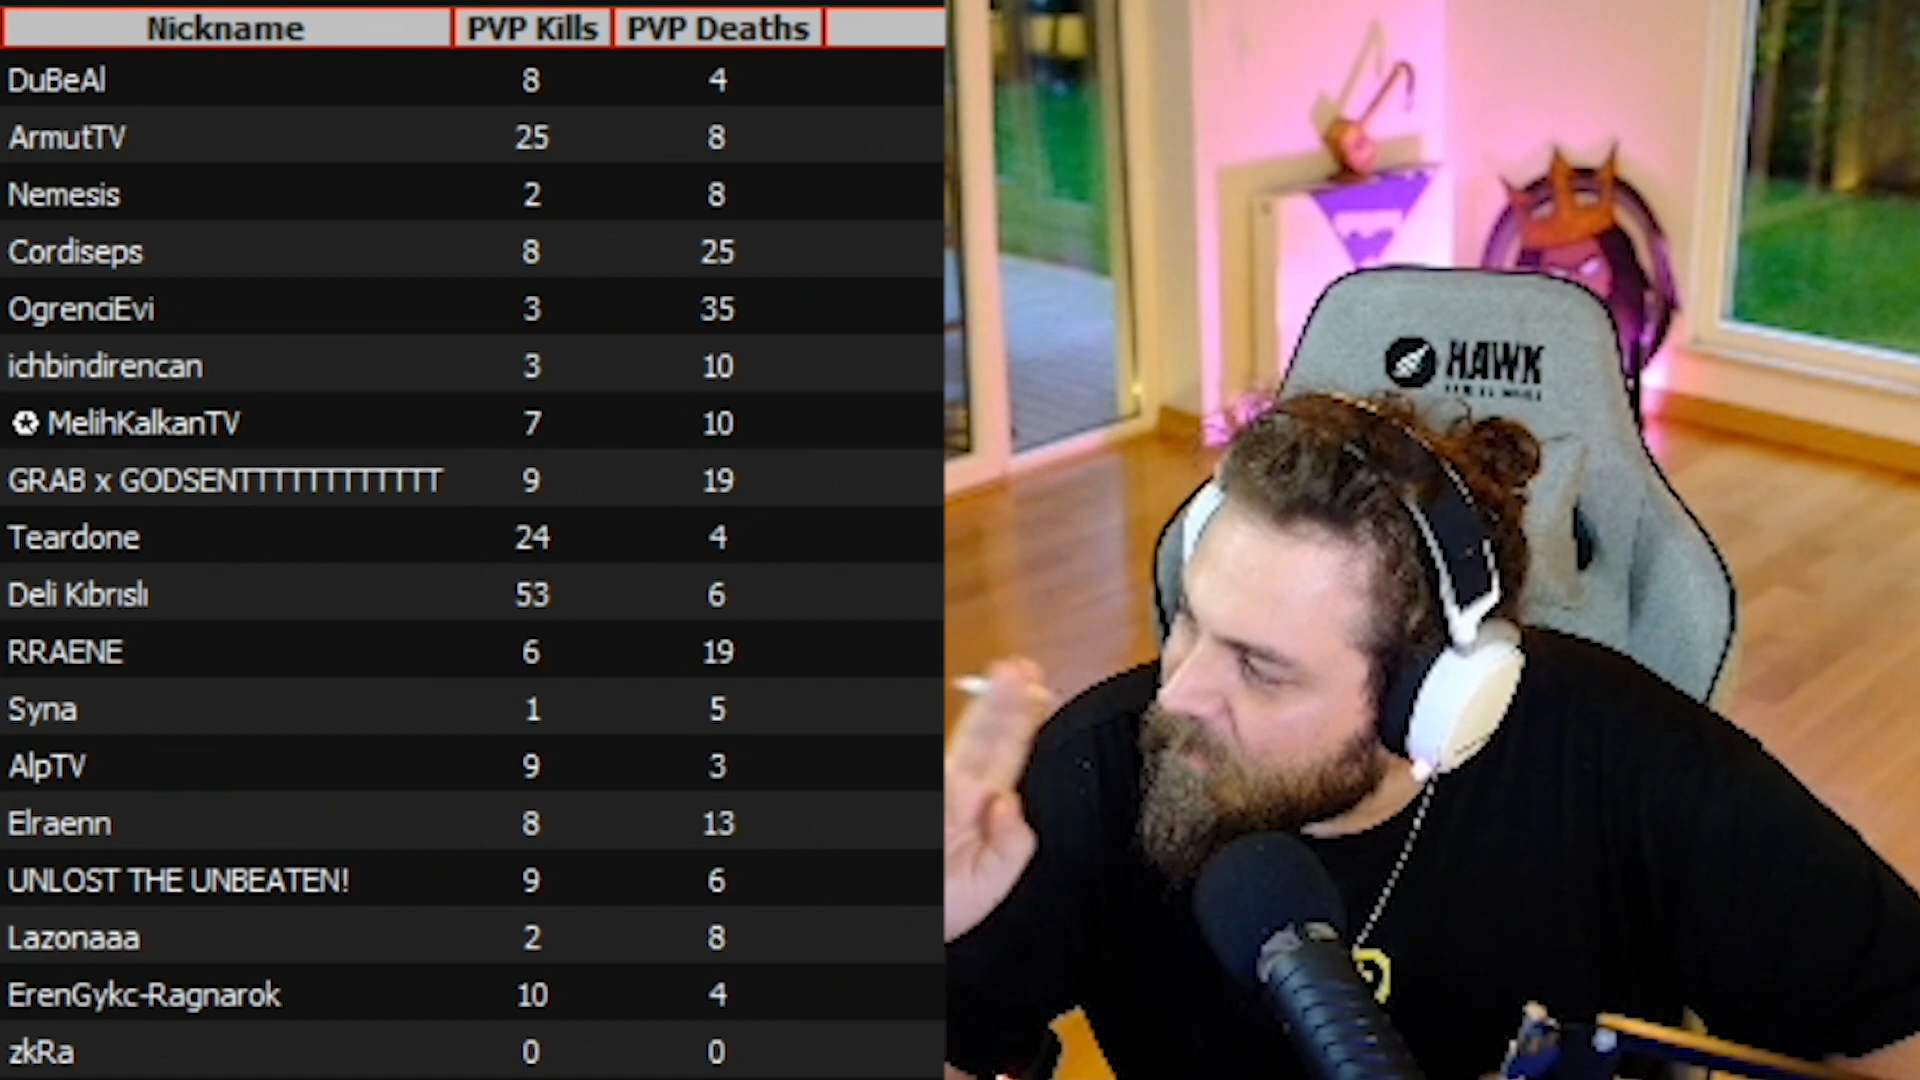 Nickname PVP Kills PVP Deaths
DuBeAl 8 4
ArmutTV 25 8
Nemesis 2 8
Cordiseps 8 25
OgrenciEvi 3 35
ichbindirencan 3 10
MelihKalkanTV 7 10
GRAB x GODSENTTTTTTTTTTTT 9 19
Teardone 24 4
Deli Kıbrıslı 53 6
RRAENE 6 19
Syna 1 5
AlpTV 9 3
Elraenn 8 13
UNLOST THE UNBEATEN! 9 6
Lazonaaa 2 8
ErenGykc-Ragnarok 10 4
zkRa 0 0
HAWK